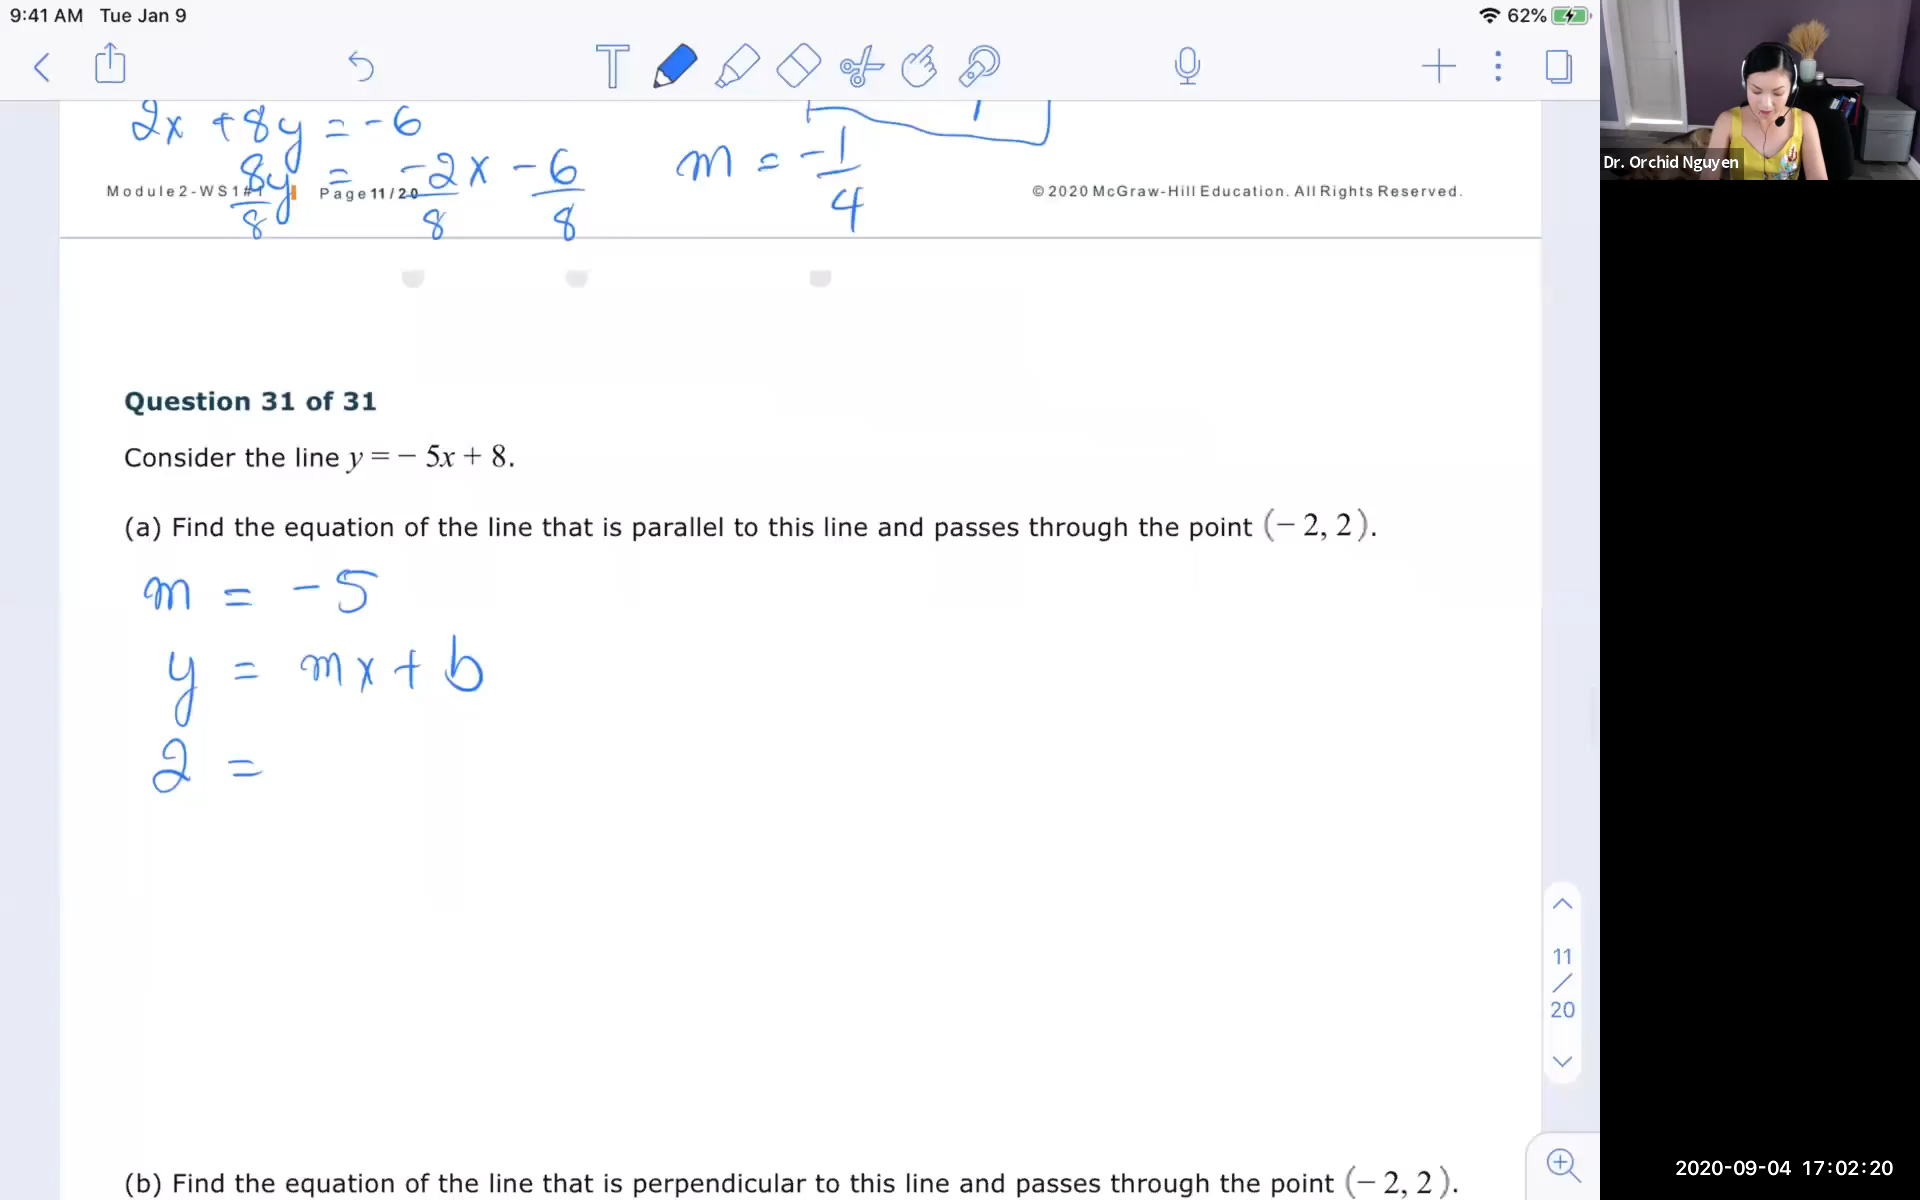 9:41 AM Tue Jan 9
62%
2x + 8y = -6
8y = -2x - 6
8 8 8
m = -1/4
Module2-WS1#1 Page 11/20
© 2020 McGraw-Hill Education. All Rights Reserved.
Question 31 of 31
Consider the line y = - 5x + 8.
(a) Find the equation of the line that is parallel to this line and passes through the point (- 2, 2).
m = -5
y = mx + b
2 =
(b) Find the equation of the line that is perpendicular to this line and passes through the point (- 2, 2).
11
/
20
Dr. Orchid Nguyen
2020-09-04 17:02:20